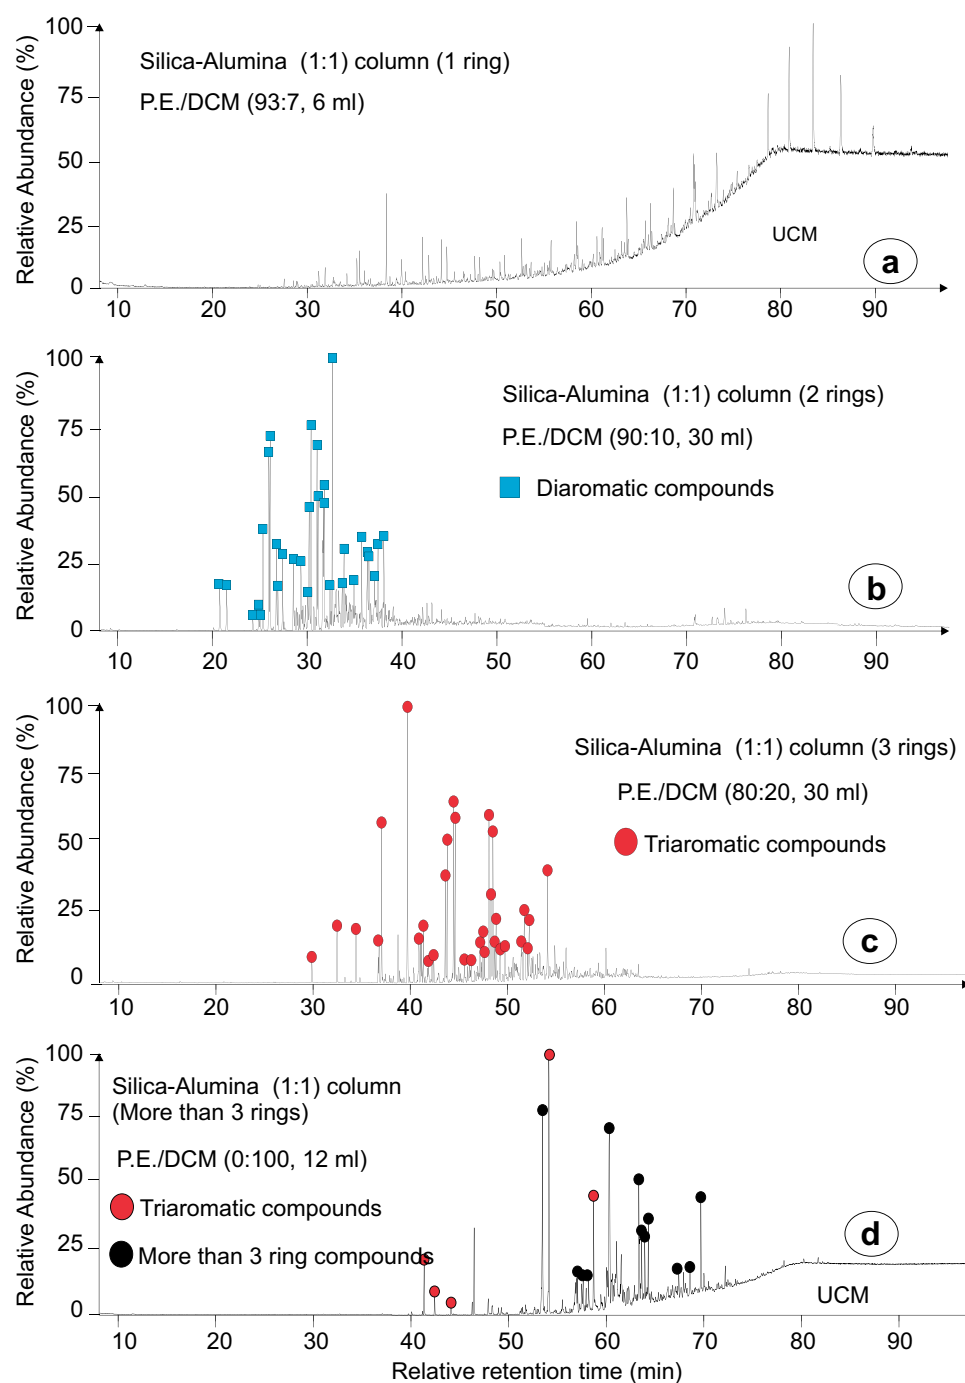 Relative Abundance (%)
100
75
50
25
0
Silica-Alumina (1:1) column (1 ring)
P.E./DCM (93:7, 6 ml)
UCM
a
10 20 30 40 50 60 70 80 90
Relative Abundance (%)
100
75
50
25
0
Silica-Alumina (1:1) column (2 rings)
P.E./DCM (90:10, 30 ml)
Diaromatic compounds
b
10 20 30 40 50 60 70 80 90
Relative Abundance (%)
100
75
50
25
0
Silica-Alumina (1:1) column (3 rings)
P.E./DCM (80:20, 30 ml)
Triaromatic compounds
c
10 20 30 40 50 60 70 80 90
Relative Abundance (%)
100
75
50
25
0
Silica-Alumina (1:1) column
(More than 3 rings)
P.E./DCM (0:100, 12 ml)
Triaromatic compounds
More than 3 ring compounds
d
UCM
10 20 30 40 50 60 70 80 90
Relative retention time (min)